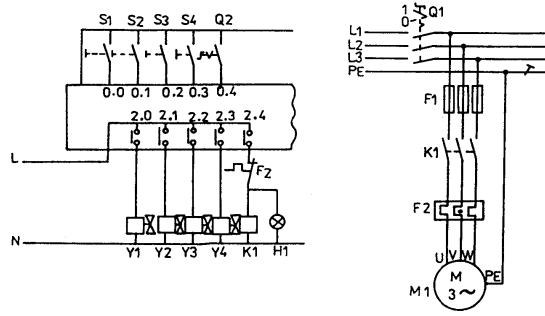 S1 S2 S3 S4 Q2
0.0 0.1 0.2 0.3 0.4
2.0 2.1 2.2 2.3 2.4
L
F2
N
Y1 Y2 Y3 Y4 K1 H1
1 Q1
0
L1
L2
L3
PE
F1
K1
F2
U V W
M
3~
PE
M1